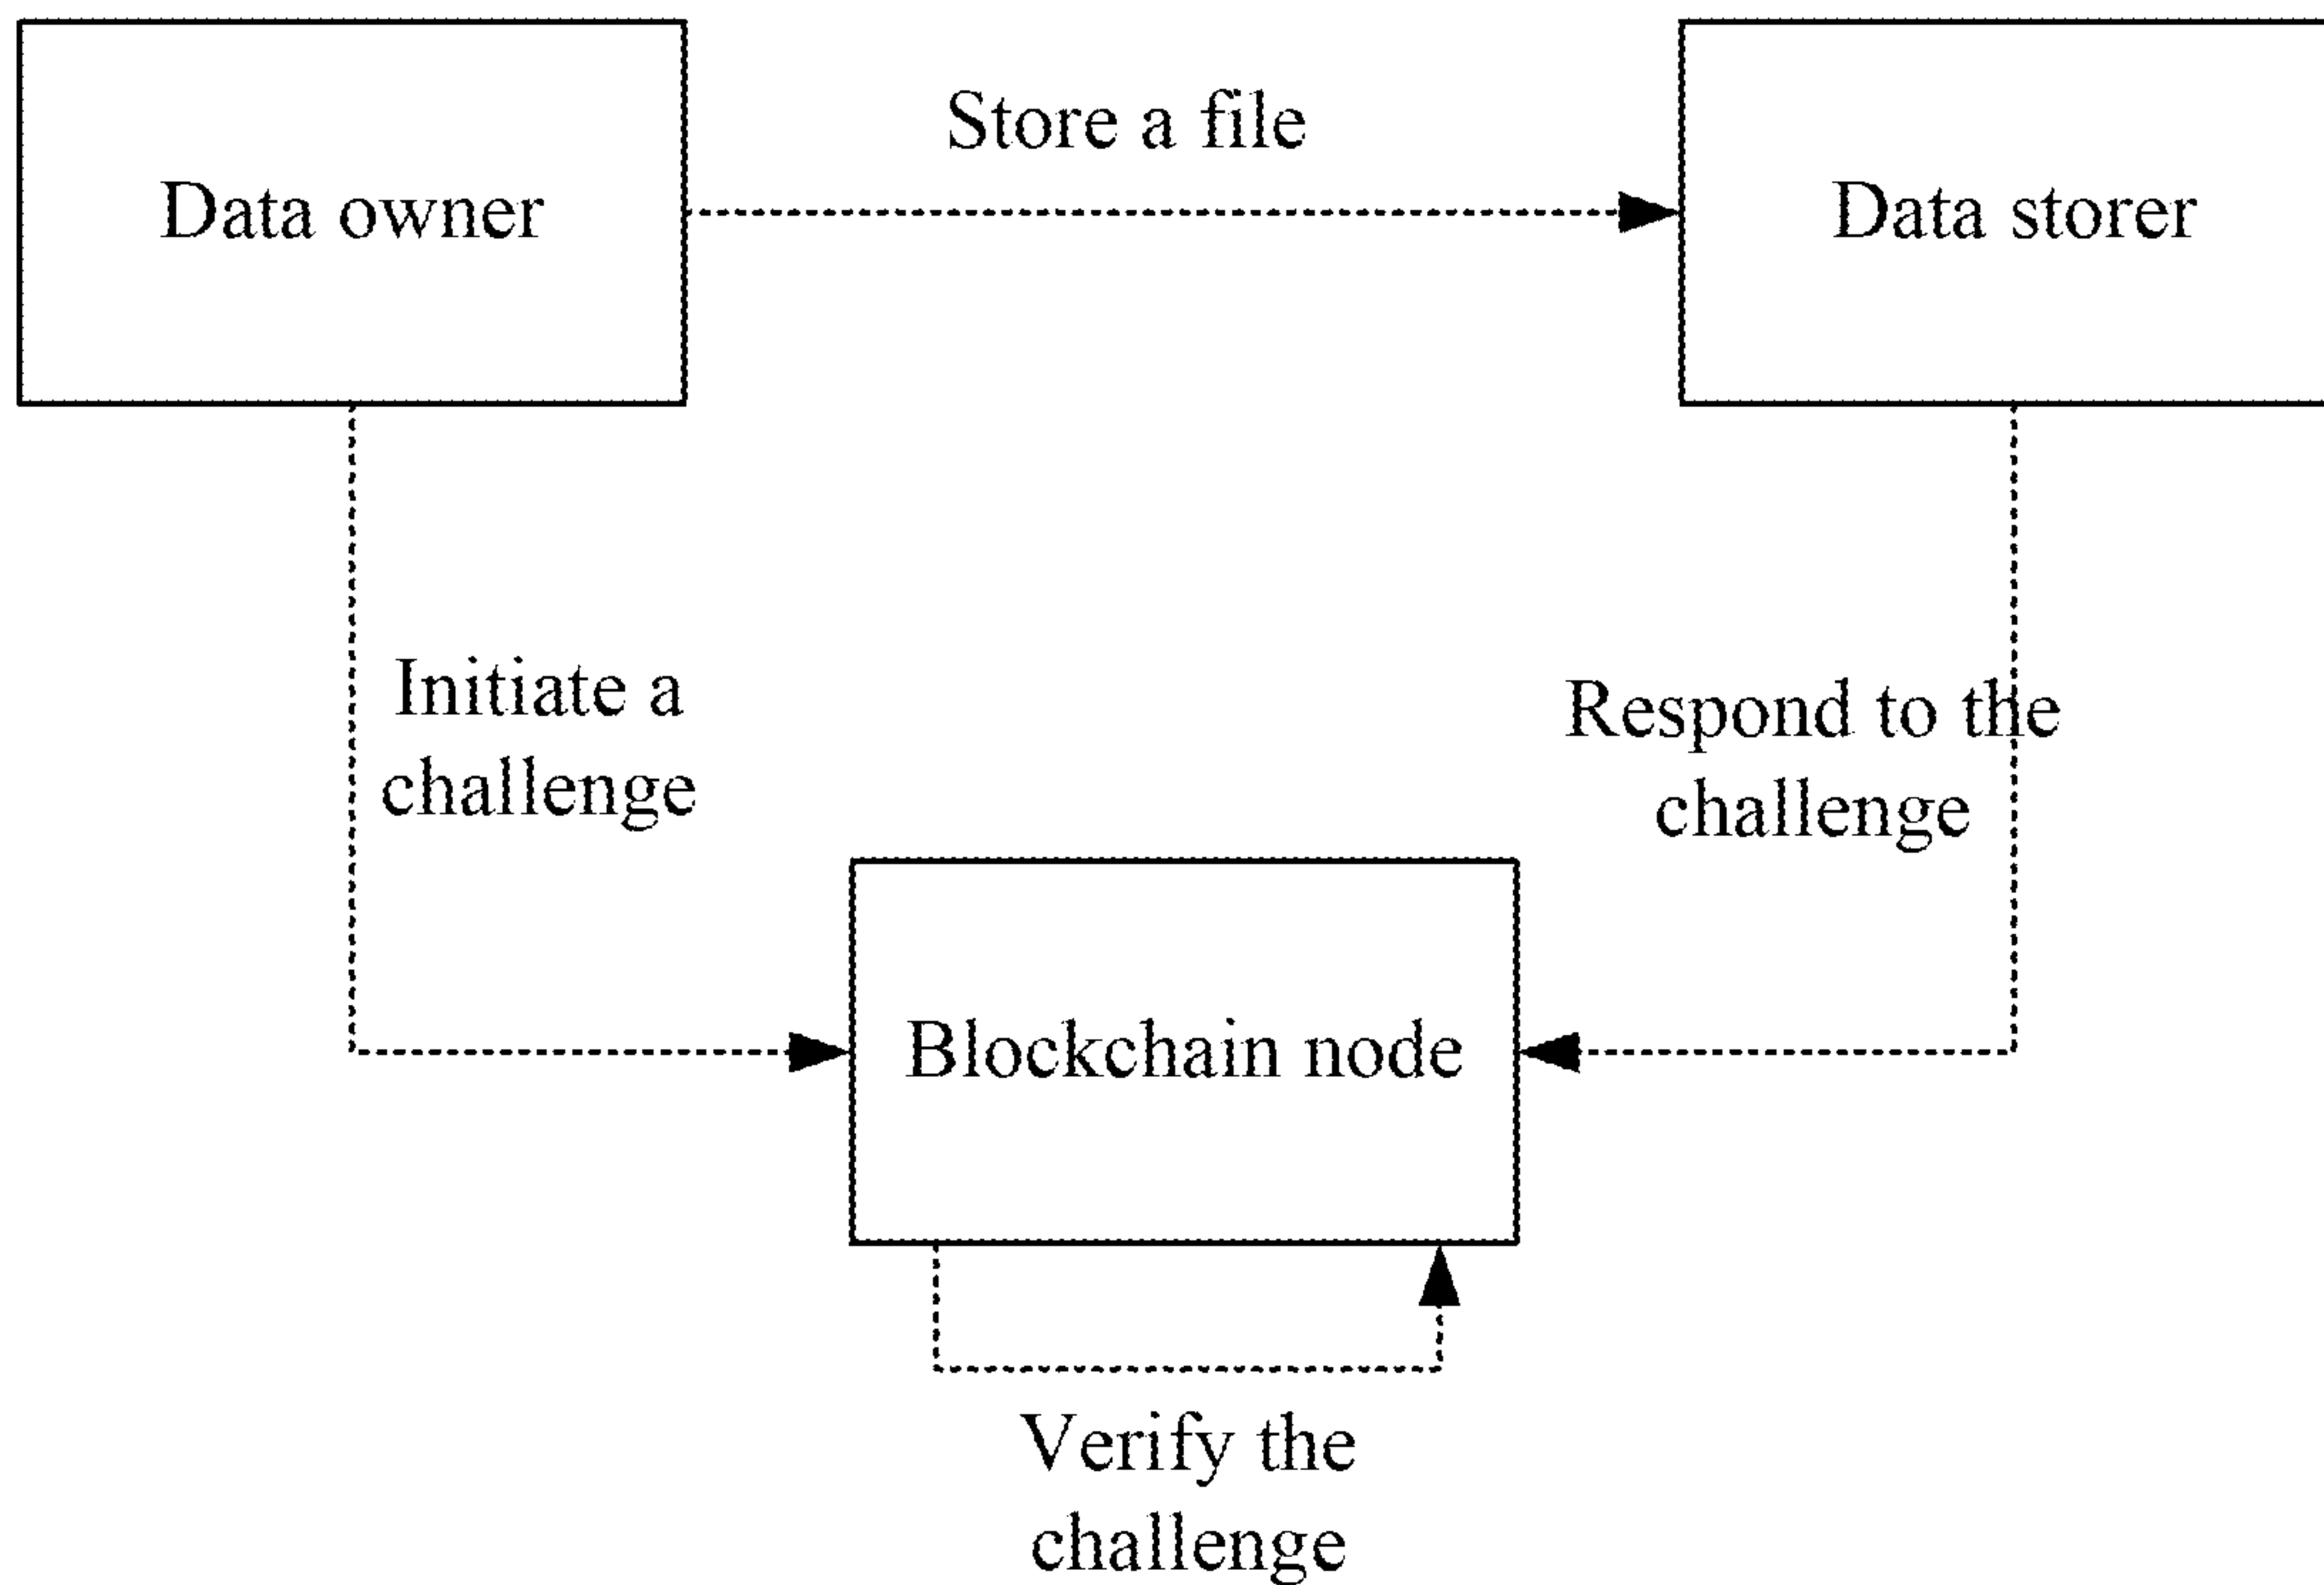 Store a file
Data owner
Data storer
Initiate a
challenge
Respond to the
challenge
Blockchain node
Verify the
challenge